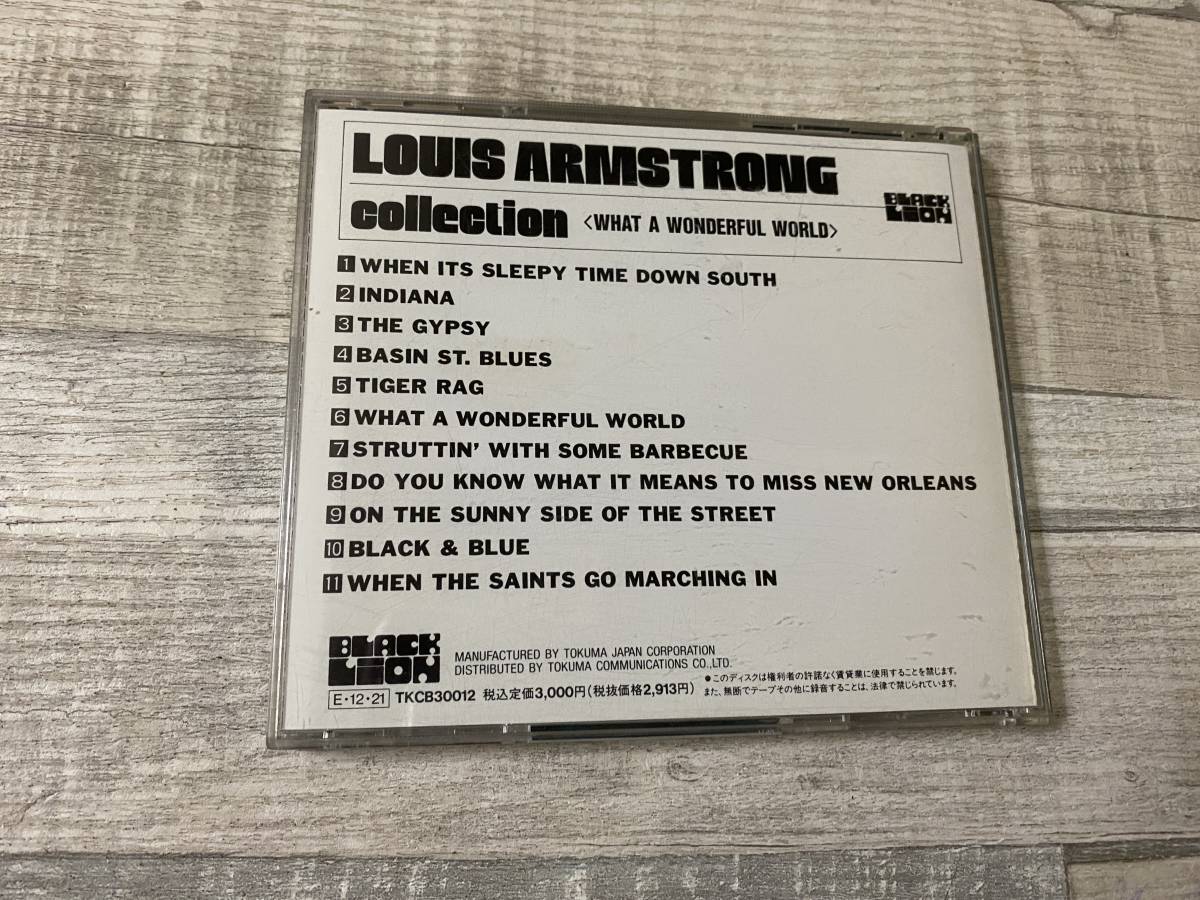 LOUIS ARMSTRONG
collection <WHAT A WONDERFUL WORLD>
BLACK
LION
1 WHEN ITS SLEEPY TIME DOWN SOUTH
2 INDIANA
3 THE GYPSY
4 BASIN ST. BLUES
5 TIGER RAG
6 WHAT A WONDERFUL WORLD
7 STRUTTIN' WITH SOME BARBECUE
8 DO YOU KNOW WHAT IT MEANS TO MISS NEW ORLEANS
9 ON THE SUNNY SIDE OF THE STREET
10 BLACK & BLUE
11 WHEN THE SAINTS GO MARCHING IN
BLACK
LION
MANUFACTURED BY TOKUMA JAPAN CORPORATION
DISTRIBUTED BY TOKUMA COMMUNICATIONS CO.,LTD.
E・12・21 TKCB30012 税込定価3,000円(税抜価格2,913円)
●このディスクは権利者の許諾なく賃貸業に使用することを禁じます。
また、無断でテープその他に録音することは、法律で禁じられています。